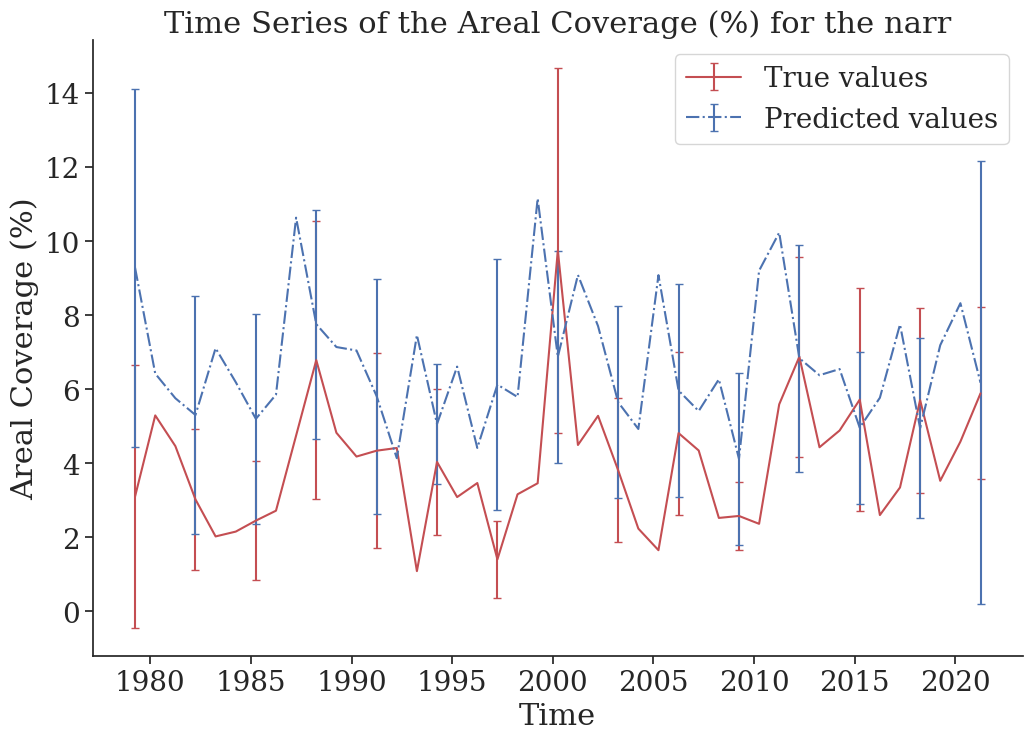 Time Series of the Areal Coverage (%) for the narr
True values
Predicted values
Areal Coverage (%)
14
12
10
8
6
4
2
0
1980 1985 1990 1995 2000 2005 2010 2015 2020
Time